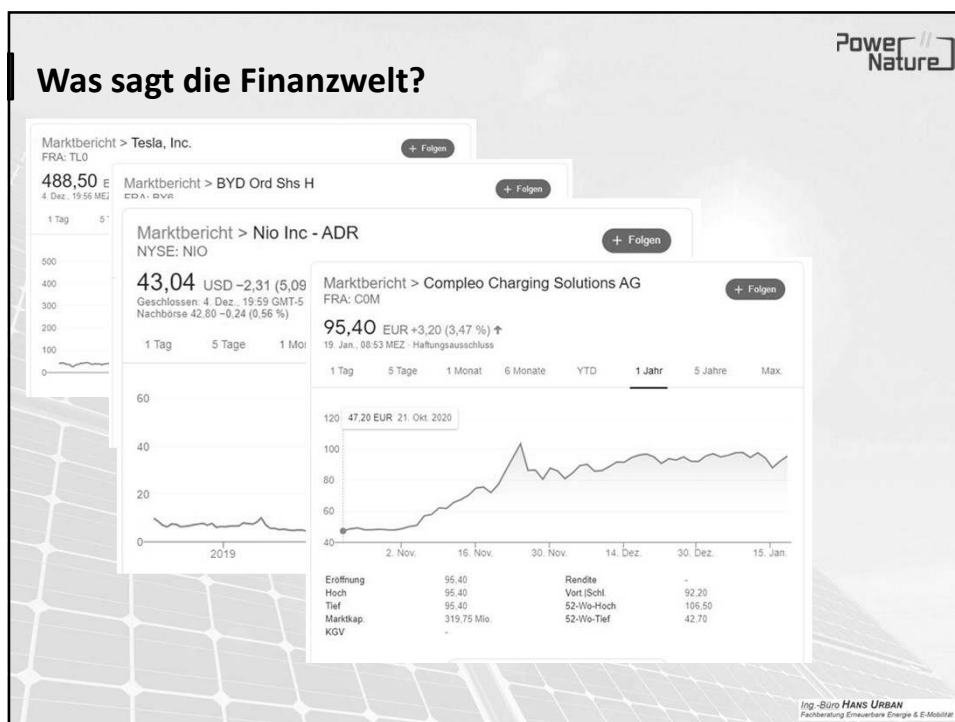 Power
Nature
Was sagt die Finanzwelt?
Marktbericht > Tesla, Inc.
FRA: TL0
+ Folgen
488,50 E
4. Dez., 19:56 MEZ
1 Tag
500
400
300
200
100
0
Marktbericht > BYD Ord Shs H
FRA: BY6
+ Folgen
Marktbericht > Nio Inc - ADR
NYSE: NIO
+ Folgen
43,04 USD −2,31 (5,09
Geschlossen: 4. Dez., 19:59 GMT-5
Nachbörse 42,80 −0,24 (0,56 %)
1 Tag 5 Tage 1 Mo
60
40
20
0
2019
Marktbericht > Compleo Charging Solutions AG
FRA: C0M
+ Folgen
95,40 EUR +3,20 (3,47 %) ↑
19. Jan., 08:53 MEZ · Haftungsausschluss
1 Tag 5 Tage 1 Monat 6 Monate YTD 1 Jahr 5 Jahre Max.
47,20 EUR 21. Okt. 2020
120
100
80
60
40
2. Nov. 16. Nov. 30. Nov. 14. Dez. 30. Dez. 15. Jan.
Eröffnung 95,40 Rendite -
Hoch 95,40 Vort.|Schl. 92,20
Tief 95,40 52-Wo-Hoch 106,50
Marktkap. 319,75 Mio. 52-Wo-Tief 42,70
KGV -
Ing.-Büro HANS URBAN
Fachberatung Erneuerbare Energie & E-Mobilität